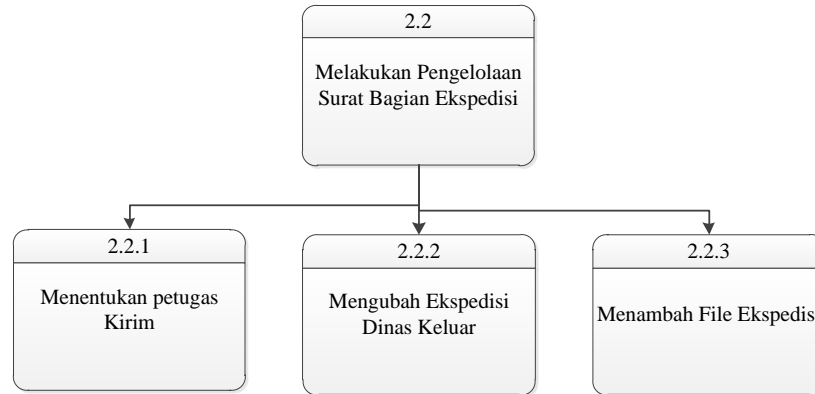 2.2
Melakukan Pengelolaan
Surat Bagian Ekspedisi
2.2.1
Menentukan petugas
Kirim
2.2.2
Mengubah Ekspedisi
Dinas Keluar
2.2.3
Menambah File Ekspedis